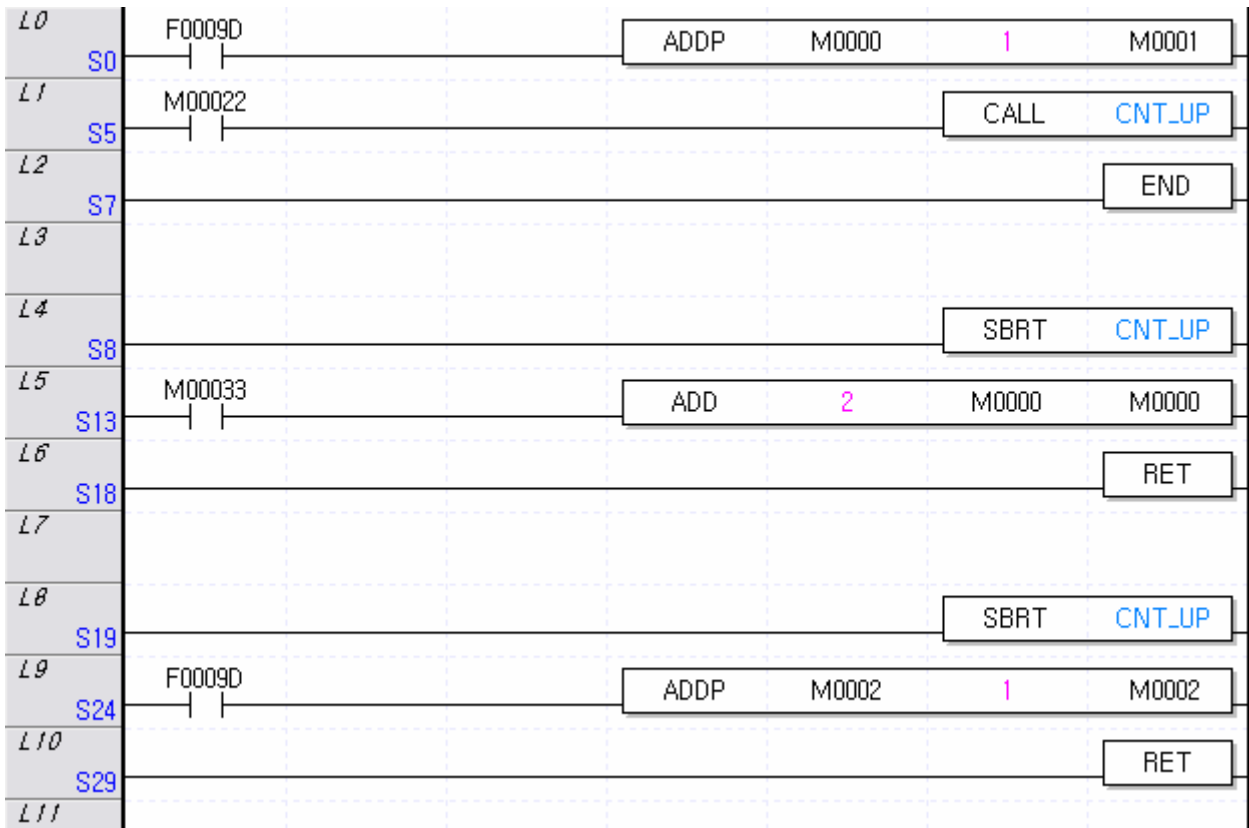 L0 F0009D ADDP M0000 1 M0001
S0
L1 M00022 CALL CNT_UP
S5
L2 END
S7
L3
L4 SBRT CNT_UP
S8
L5 M00033 ADD 2 M0000 M0000
S13
L6 RET
S18
L7
L8 SBRT CNT_UP
S19
L9 F0009D ADDP M0002 1 M0002
S24
L10 RET
S29
L11